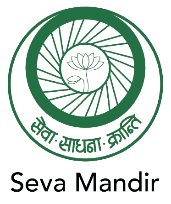 सेवा · साधना · क्रान्ति
Seva Mandir